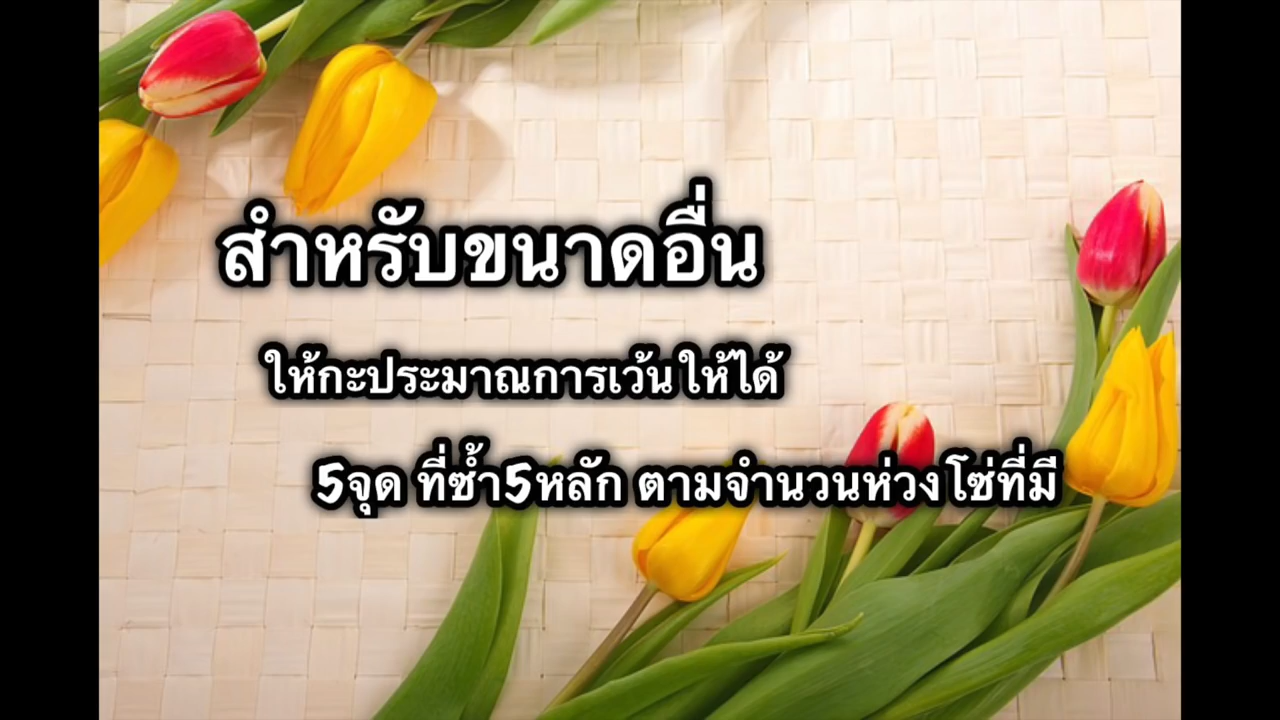 สำหรับขนาดอื่น
ให้กะประมาณการเว้นให้ได้
5จุด ที่ซ้ำ5หลัก ตามจำนวนห่วงโซ่ที่มี